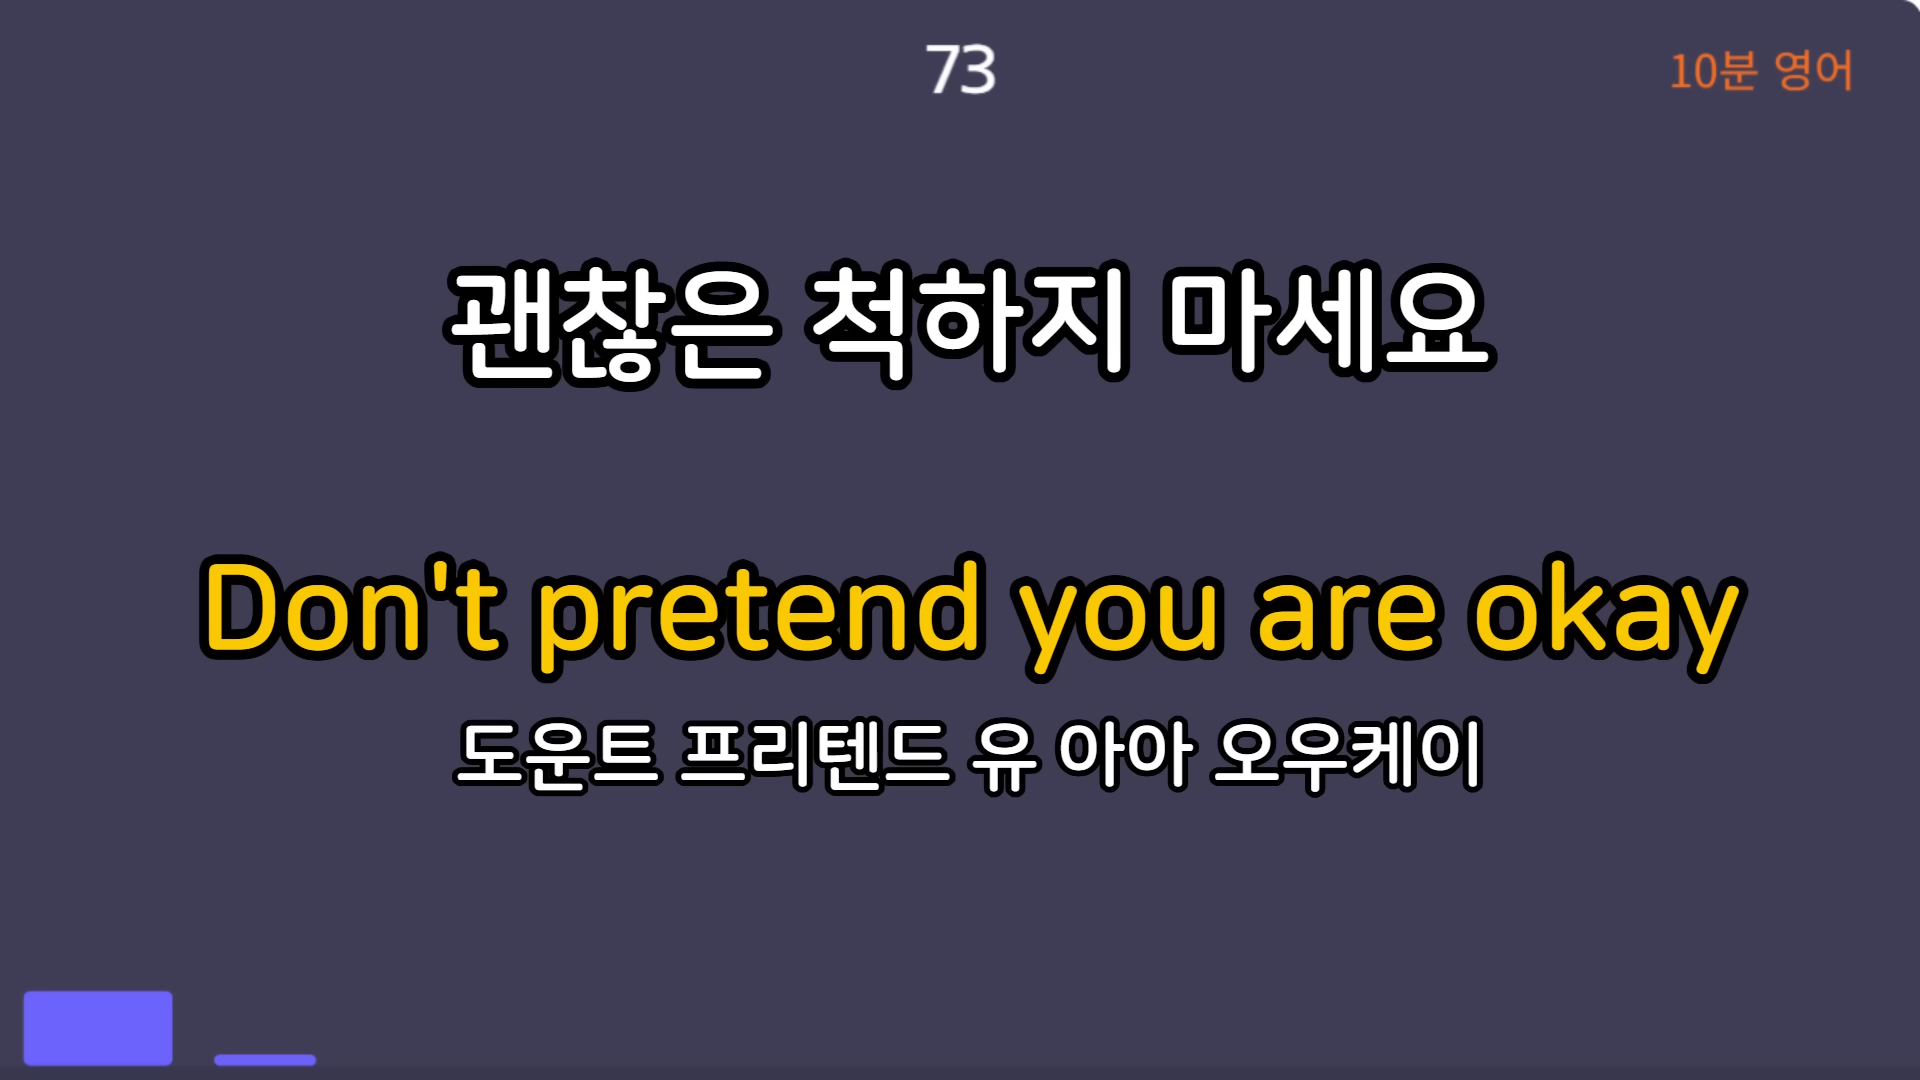 73
10분 영어
괜찮은 척하지 마세요
Don't pretend you are okay
도운트 프리텐드 유 아아 오우케이